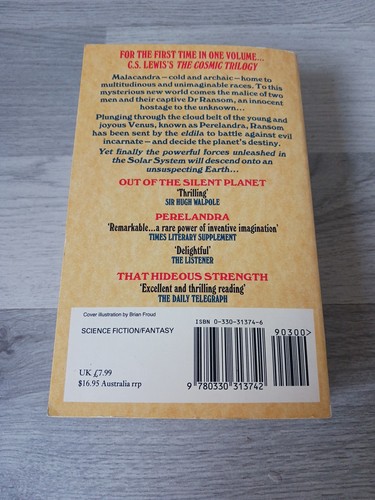 FOR THE FIRST TIME IN ONE VOLUME...
C.S. LEWIS'S THE COSMIC TRILOGY
Malacandra – cold and archaic – home to
multitudinous and unimaginable races. To this
mysterious new world comes the malice of two
men and their captive Dr Ransom, an innocent
hostage to the unknown...
Plunging through the cloud belt of the young and
joyous Venus, known as Perelandra, Ransom
has been sent by the eldila to battle against evil
incarnate – and decide the planet's destiny.
Yet finally the powerful forces unleashed in
the Solar System will descend onto an
unsuspecting Earth...
OUT OF THE SILENT PLANET
'Thrilling'
SIR HUGH WALPOLE
PERELANDRA
'Remarkable...a rare power of inventive imagination'
TIMES LITERARY SUPPLEMENT
'Delightful'
THE LISTENER
THAT HIDEOUS STRENGTH
'Excellent and thrilling reading'
THE DAILY TELEGRAPH
Cover illustration by Brian Froud
SCIENCE FICTION/FANTASY
UK £7.99
$16.95 Australia rrp
ISBN 0-330-31374-6
90300>
9 780330 313742